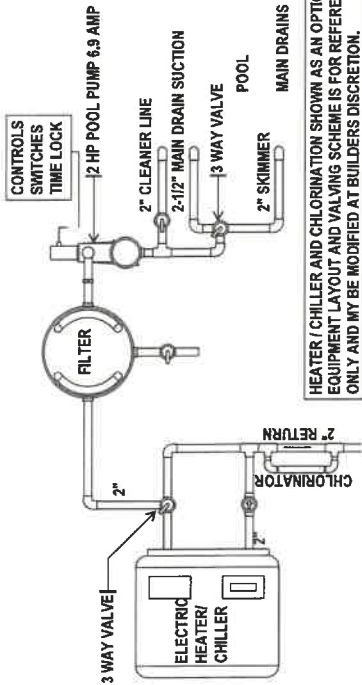 CONTROLS
SWITCHES
TIME LOCK
2 HP POOL PUMP 6.9 AMP
2" CLEANER LINE
2-1/2" MAIN DRAIN SUCTION
3 WAY VALVE
POOL
2" SKIMMER
MAIN DRAINS
FILTER
2"
3 WAY VALVE
ELECTRIC
HEATER/
CHILLER
2"
CHLORINATOR
2" RETURN
HEATER / CHILLER AND CHLORINATION SHOWN AS AN OPTIO
EQUIPMENT LAYOUT AND VALVING SCHEME IS FOR REFERE
ONLY AND MY BE MODIFIED AT BUILDERS DISCRETION.